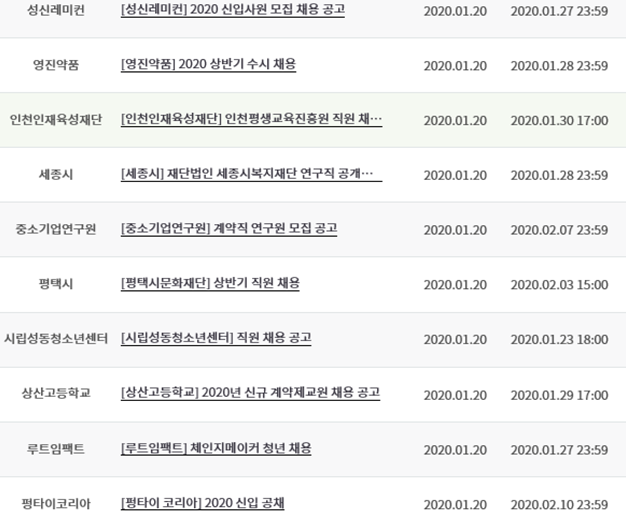 성신레미컨 [성신레미컨] 2020 신입사원 모집 채용 공고 2020.01.20 2020.01.27 23:59
영진약품 [영진약품] 2020 상반기 수시 채용 2020.01.20 2020.01.28 23:59
인천인재육성재단 [인천인재육성재단] 인천평생교육진흥원 직원 채··· 2020.01.20 2020.01.30 17:00
세종시 [세종시] 재단법인 세종시복지재단 연구직 공개··· 2020.01.20 2020.01.28 23:59
중소기업연구원 [중소기업연구원] 계약직 연구원 모집 공고 2020.01.20 2020.02.07 23:59
평택시 [평택시문화재단] 상반기 직원 채용 2020.01.20 2020.02.03 15:00
시립성동청소년센터 [시립성동청소년센터] 직원 채용 공고 2020.01.20 2020.01.23 18:00
상산고등학교 [상산고등학교] 2020년 신규 계약제교원 채용 공고 2020.01.20 2020.01.29 17:00
루트임팩트 [루트임팩트] 체인지메이커 청년 채용 2020.01.20 2020.01.27 23:59
펑타이코리아 [펑타이 코리아] 2020 신입 공채 2020.01.20 2020.02.10 23:59